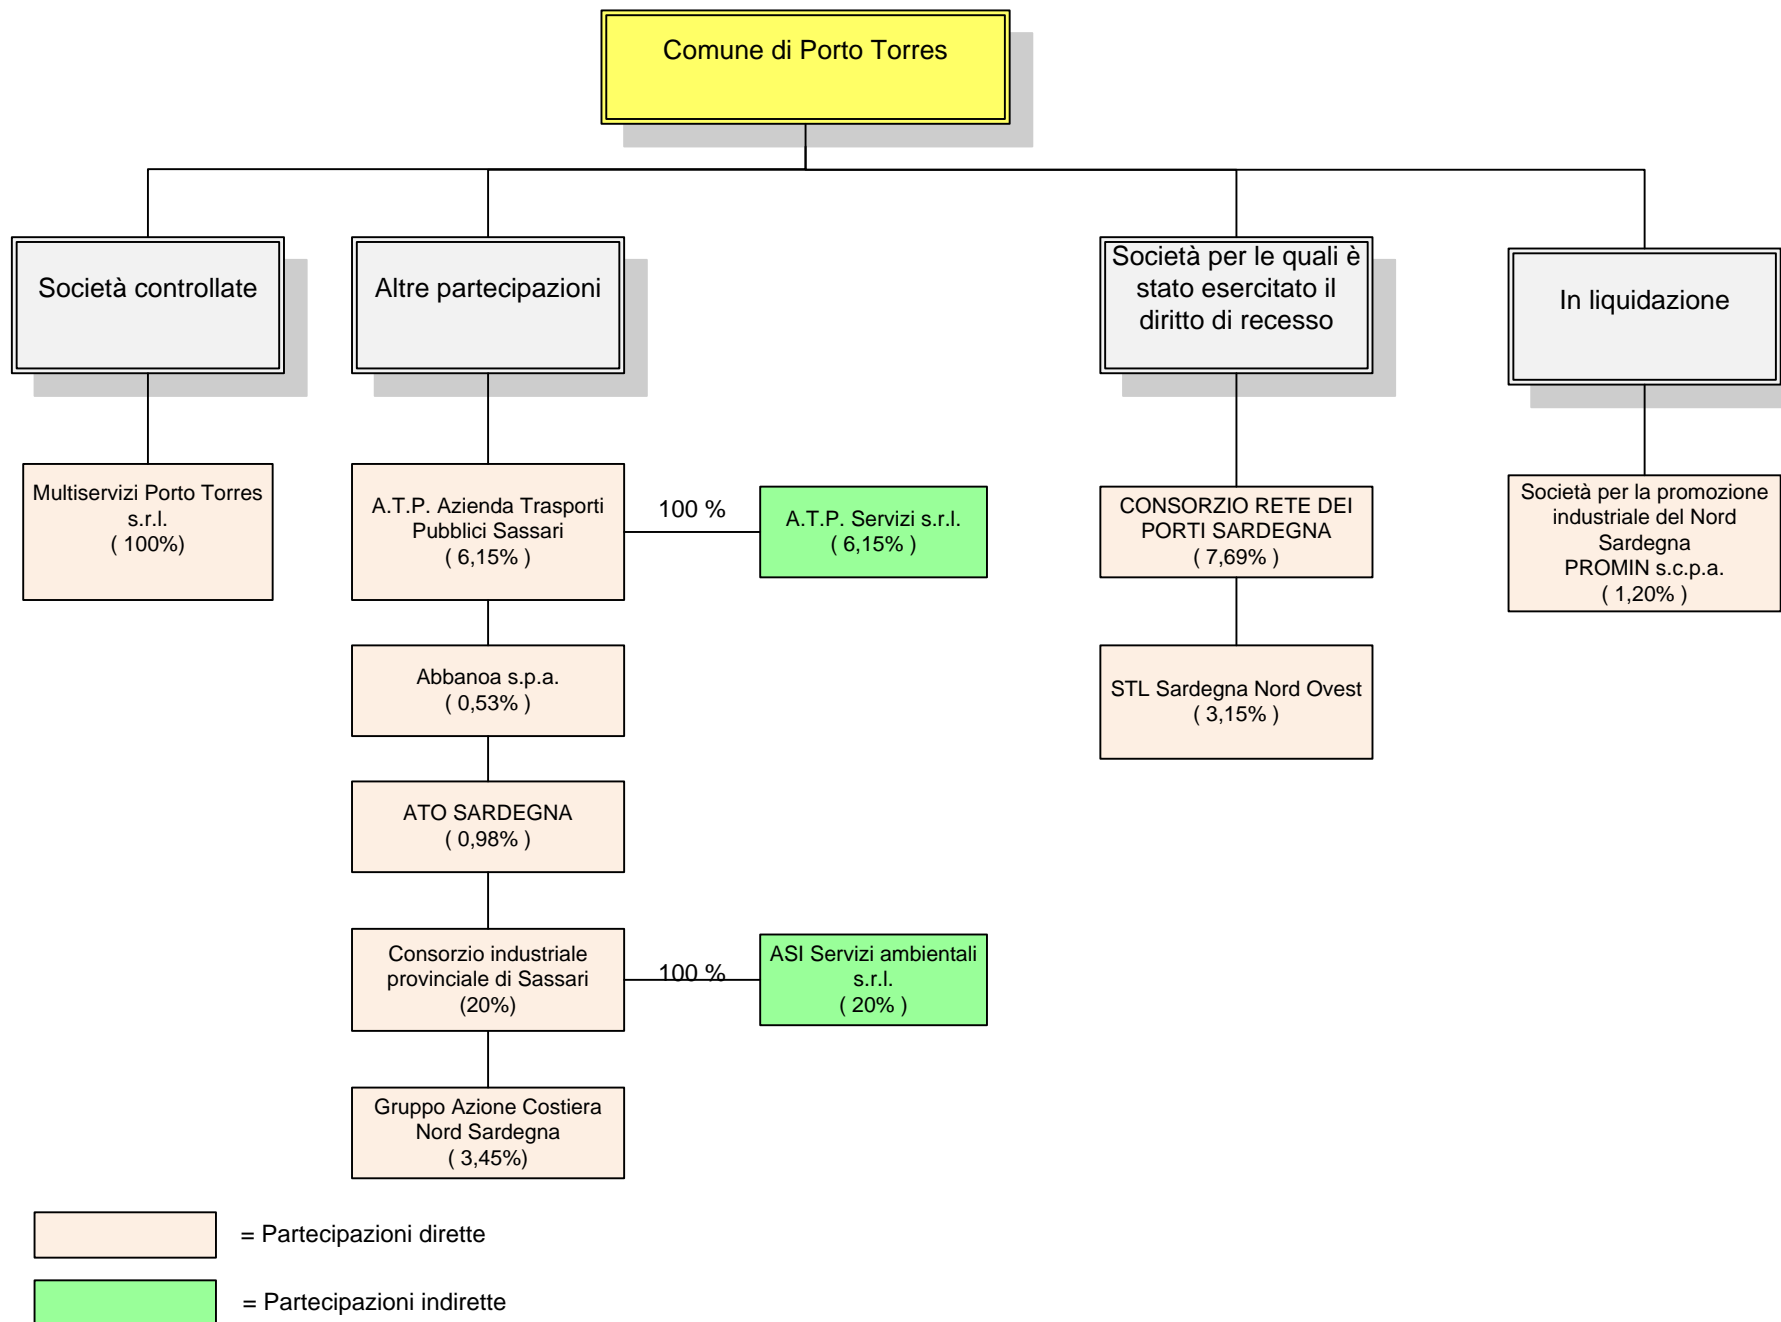 Comune di Porto Torres
Società controllate
Altre partecipazioni
Società per le quali è
stato esercitato il
diritto di recesso
In liquidazione
Multiservizi Porto Torres
s.r.l.
( 100%)
A.T.P. Azienda Trasporti
Pubblici Sassari
( 6,15% )
100 %
A.T.P. Servizi s.r.l.
( 6,15% )
CONSORZIO RETE DEI
PORTI SARDEGNA
( 7,69% )
Società per la promozione
industriale del Nord
Sardegna
PROMIN s.c.p.a.
( 1,20% )
Abbanoa s.p.a.
( 0,53% )
STL Sardegna Nord Ovest
( 3,15% )
ATO SARDEGNA
( 0,98% )
Consorzio industriale
provinciale di Sassari
(20%)
100 %
ASI Servizi ambientali
s.r.l.
( 20% )
Gruppo Azione Costiera
Nord Sardegna
( 3,45%)
= Partecipazioni dirette
= Partecipazioni indirette